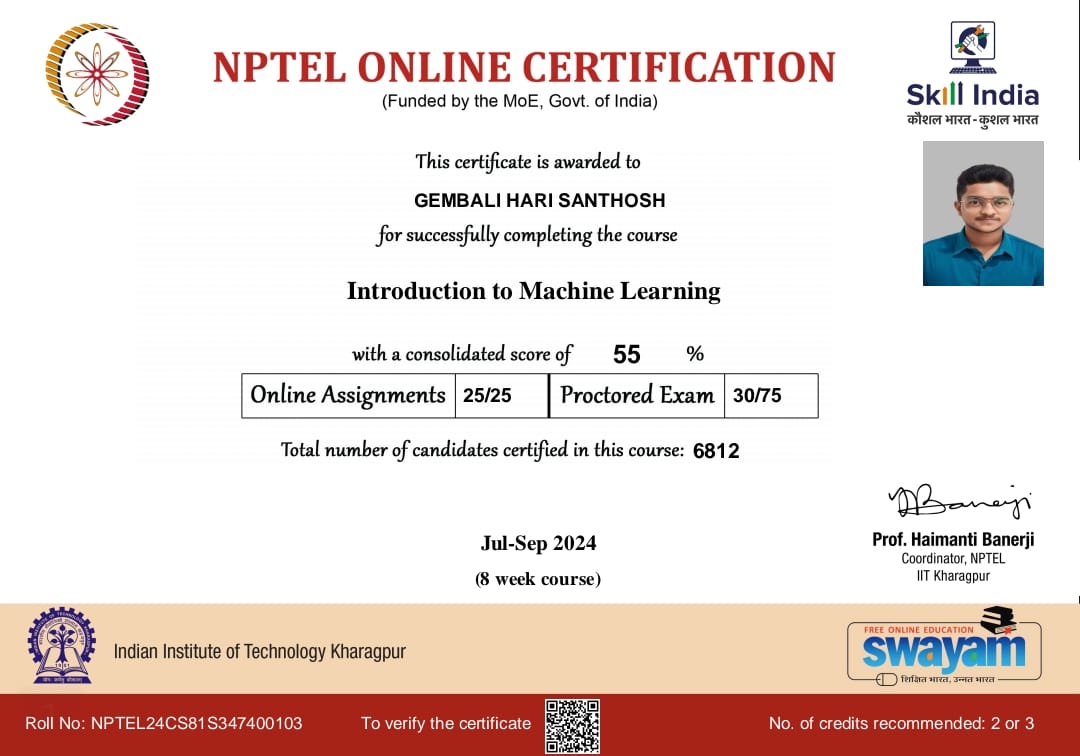 NPTEL ONLINE CERTIFICATION
(Funded by the MoE, Govt. of India)
Skill India
कौशल भारत - कुशल भारत
This certificate is awarded to
GEMBALI HARI SANTHOSH
for successfully completing the course
Introduction to Machine Learning
with a consolidated score of 55 %
Online Assignments 25/25 Proctored Exam 30/75
Total number of candidates certified in this course: 6812
Jul-Sep 2024
(8 week course)
Prof. Haimanti Banerji
Coordinator, NPTEL
IIT Kharagpur
Indian Institute of Technology Kharagpur
FREE ONLINE EDUCATION
swayam
शिक्षित भारत, उन्नत भारत
Roll No: NPTEL24CS81S347400103
To verify the certificate
No. of credits recommended: 2 or 3